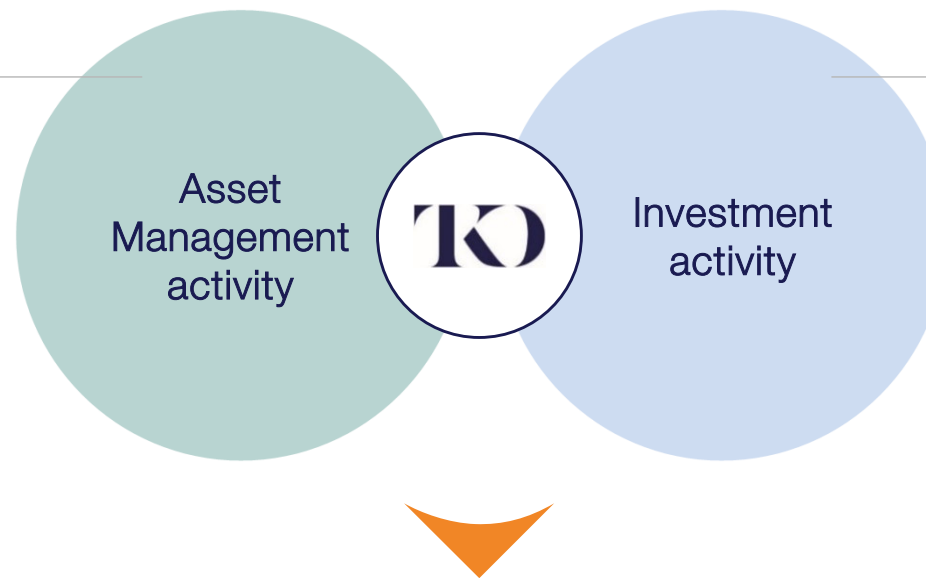 Asset
Management
activity
TKO
Investment
activity